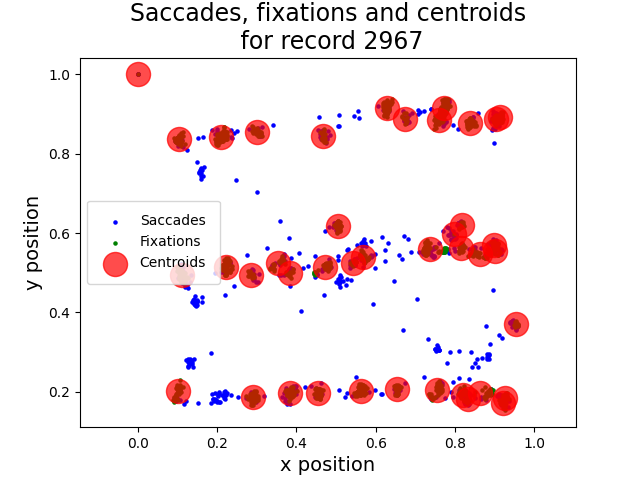 Saccades, fixations and centroids
for record 2967
1.0
0.8
0.6
0.4
0.2
y position
Saccades
Fixations
Centroids
0.0
0.2
0.4
0.6
0.8
1.0
x position